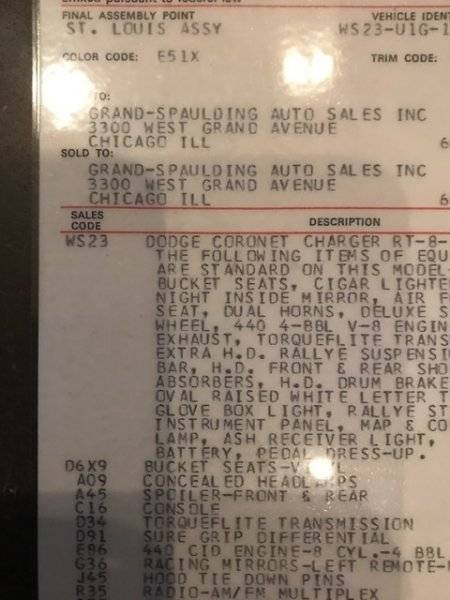 FINAL ASSEMBLY POINT
VEHICLE IDENT
ST. LOUIS ASSY
WS23-U1G-1
COLOR CODE: E51X
TRIM CODE:
TO:
GRAND-SPAULDING AUTO SALES INC
3300 WEST GRAND AVENUE
CHICAGO ILL 6
SOLD TO:
GRAND-SPAULDING AUTO SALES INC
3300 WEST GRAND AVENUE
CHICAGO ILL 6
SALES CODE
DESCRIPTION
WS23 DODGE CORONET CHARGER RT-8-
THE FOLLOWING ITEMS OF EQU
ARE STANDARD ON THIS MODEL-
BUCKET SEATS, CIGAR LIGHTE
NIGHT INSIDE MIRROR, AIR F
SEAT, DUAL HORNS, DELUXE S
WHEEL, 440 4-BBL V-8 ENGIN
EXHAUST, TORQUEFLITE TRANS
EXTRA H.D. RALLYE SUSPENSI
BAR, H.D. FRONT & REAR SHO
ABSORBERS, H.D. DRUM BRAKE
OVAL RAISED WHITE LETTER T
GLOVE BOX LIGHT, RALLYE ST
INSTRUMENT PANEL, MAP & CO
LAMP, ASH RECEIVER LIGHT,
BATTERY, PEDAL DRESS-UP.
D6X9 BUCKET SEATS-
A09 CONCEALED HEADLAMPS
A45 SPOILER-FRONT & REAR
C16 CONSOLE
D34 TORQUEFLITE TRANSMISSION
D91 SURE GRIP DIFFERENTIAL
E86 440 CID ENGINE-8 CYL.-4 BBL
G36 RACING MIRRORS-LEFT REMOTE-
J45 HOOD TIE DOWN PINS
R35 RADIO-AM/FM MULTIPLEX